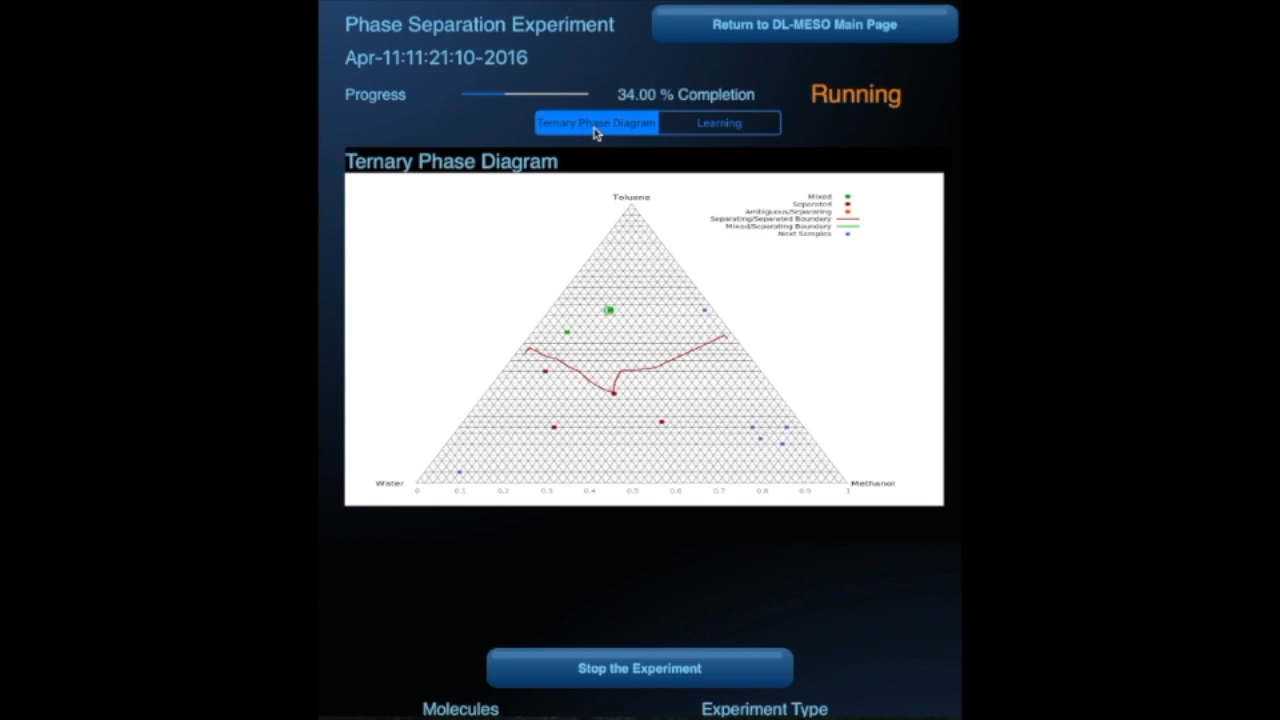 Phase Separation Experiment
Return to DL-MESO Main Page
Apr-11:11:21:10-2016
Progress
34.00 % Completion
Running
Ternary Phase Diagram
Learning
Ternary Phase Diagram
Toluene
Mixed
Separated
Ambiguous/Separating
Separating/Separated Boundary
Mixed/Separating Boundary
Next Samples
Water
Methanol
0 0.1 0.2 0.3 0.4 0.5 0.6 0.7 0.8 0.9 1
Stop the Experiment
Molecules
Experiment Type